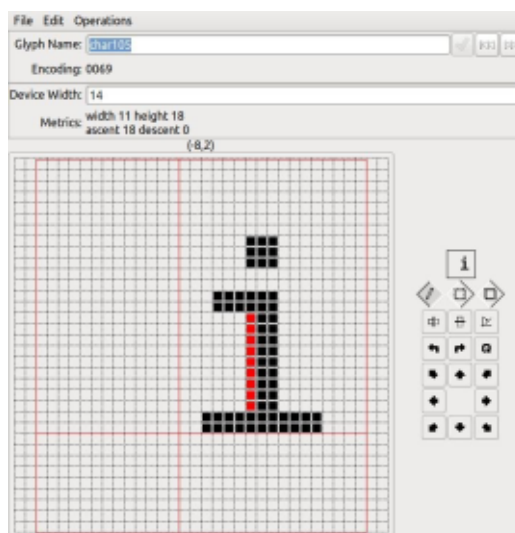 File Edit Operations
Glyph Name: char105
Encoding: 0069
Device Width: 14
Metrics: width 11 height 18
ascent 18 descent 0
(-8,2)
i
i